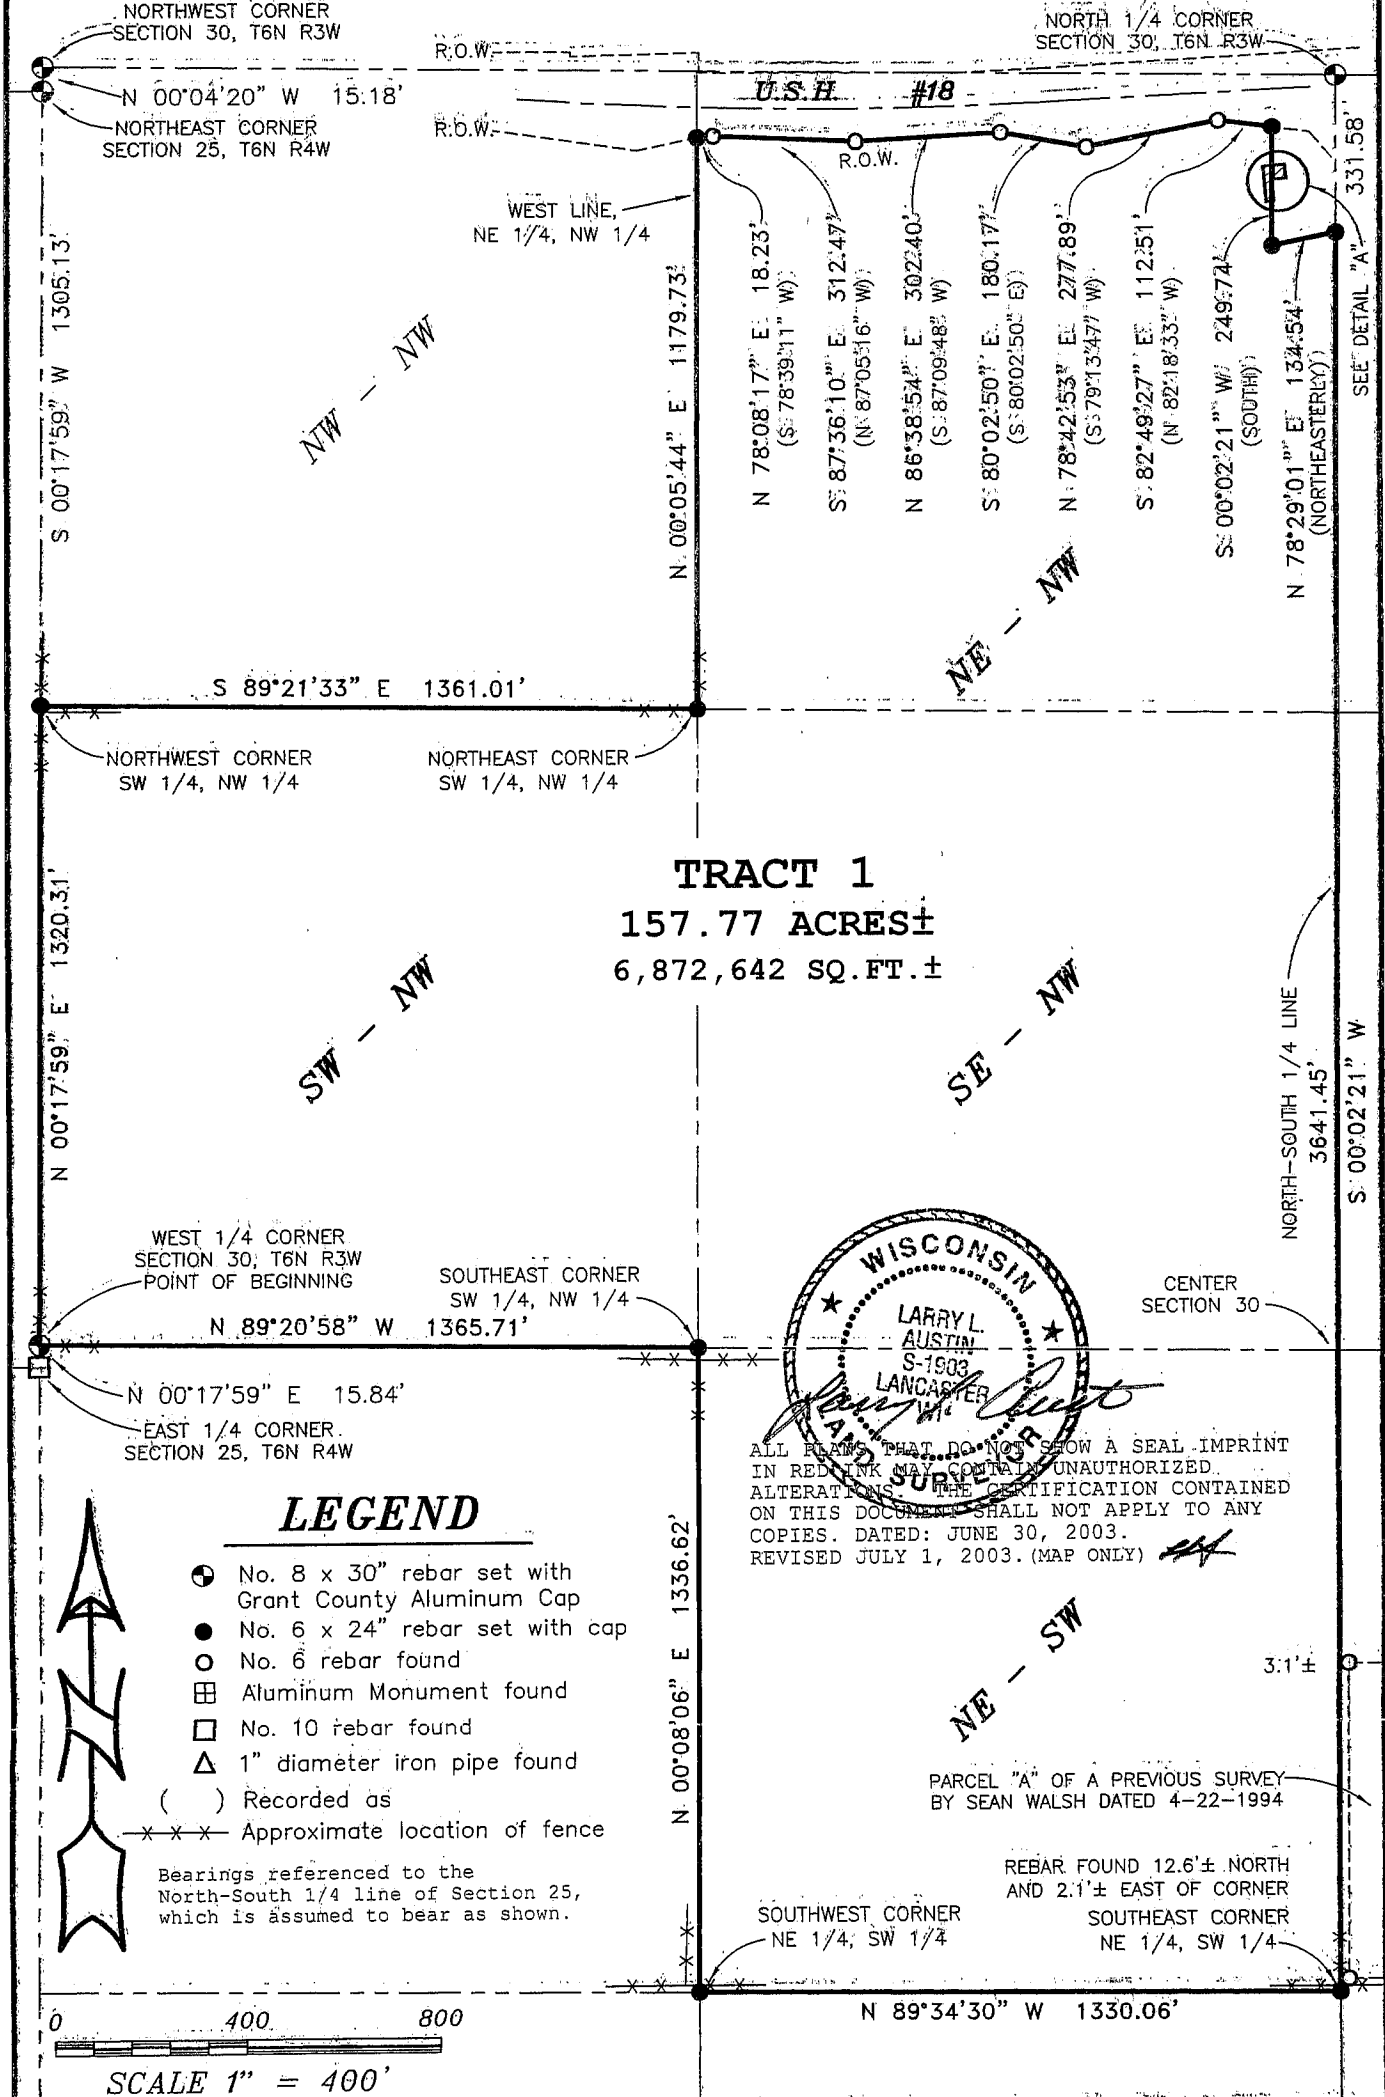 NORTHWEST CORNER
SECTION 30, T6N R3W
N 00°04'20" W 15.18'
NORTHEAST CORNER
SECTION 25, T6N R4W
R.O.W.
R.O.W.
U.S.H. #18
R.O.W.
NORTH 1/4 CORNER
SECTION 30, T6N R3W
331.58'
SEE DETAIL "A"
WEST LINE,
NE 1/4, NW 1/4
S 00°17'59" W 1305.13'
NW - NW
N 00°05'44" E 1179.73'
N 78°08'17" E 18.23'
(S 78°39'11" W)
S 87°36'10" E 312.47'
(N 87°05'16" W)
N 86°38'54" E 302.40'
(S 87°09'48" W)
S 80°02'50" E 180.17'
(S 80°02'50" E)
N 78°42'53" E 277.89'
(S 79°13'47" W)
S 82°49'27" E 112.51'
(N 82°18'33" W)
S 00°02'21" W 249.74'
(SOUTH)
N 78°29'01" E 134.54'
(NORTHEASTERLY)
NE - NW
S 89°21'33" E 1361.01'
NORTHWEST CORNER
SW 1/4, NW 1/4
NORTHEAST CORNER
SW 1/4, NW 1/4
TRACT 1
157.77 ACRES±
6,872,642 SQ.FT.±
N 00°17'59" E 1320.31'
SW - NW
SE - NW
NORTH-SOUTH 1/4 LINE
3641.45'
S 00°02'21" W
WEST 1/4 CORNER
SECTION 30, T6N R3W
POINT OF BEGINNING
SOUTHEAST CORNER
SW 1/4, NW 1/4
N 89°20'58" W 1365.71'
CENTER
SECTION 30
N 00°17'59" E 15.84'
EAST 1/4 CORNER
SECTION 25, T6N R4W
WISCONSIN
LARRY L.
AUSTIN
S-1903
LANCASTER
WI
LAND SURVEYOR
ALL PLANS THAT DO NOT SHOW A SEAL IMPRINT
IN RED INK MAY CONTAIN UNAUTHORIZED
ALTERATIONS. THE CERTIFICATION CONTAINED
ON THIS DOCUMENT SHALL NOT APPLY TO ANY
COPIES. DATED: JUNE 30, 2003.
REVISED JULY 1, 2003. (MAP ONLY)
LEGEND
No. 8 x 30" rebar set with
Grant County Aluminum Cap
No. 6 x 24" rebar set with cap
No. 6 rebar found
Aluminum Monument found
No. 10 rebar found
1" diameter iron pipe found
( ) Recorded as
-x-x-x- Approximate location of fence
Bearings referenced to the
North-South 1/4 line of Section 25,
which is assumed to bear as shown.
N 00°08'06" E 1336.62'
NE - SW
3.1'±
PARCEL "A" OF A PREVIOUS SURVEY
BY SEAN WALSH DATED 4-22-1994
REBAR FOUND 12.6'± NORTH
AND 2.1'± EAST OF CORNER
SOUTHWEST CORNER
NE 1/4, SW 1/4
SOUTHEAST CORNER
NE 1/4, SW 1/4
N 89°34'30" W 1330.06'
0 400 800
SCALE 1" = 400'